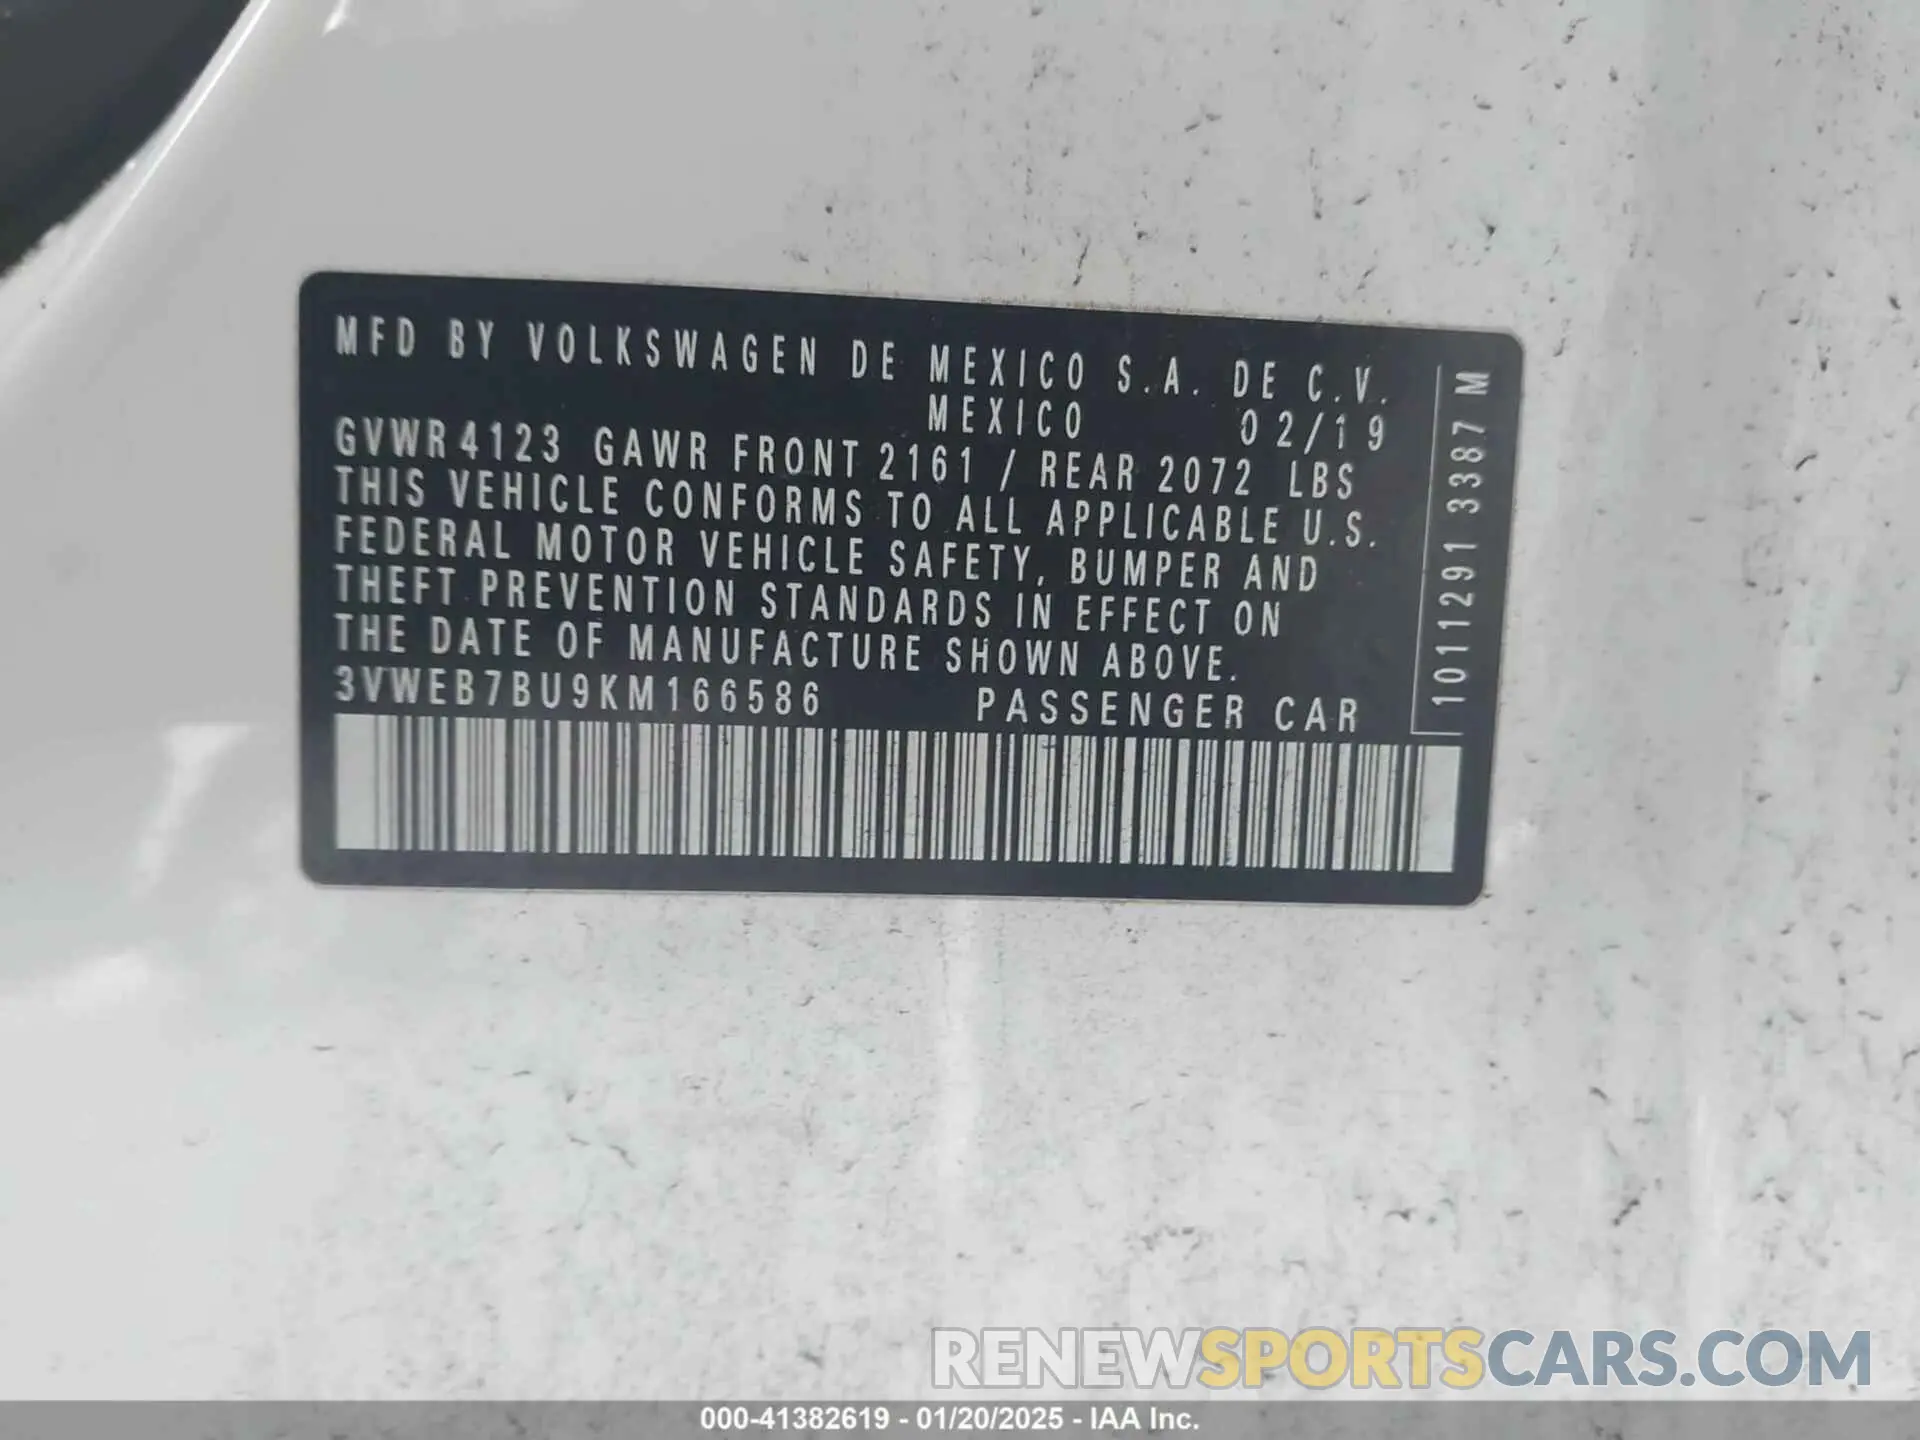 MFD BY VOLKSWAGEN DE MEXICO S.A. DE C.V.
MEXICO 02/19
GVWR 4123 GAWR FRONT 2161 / REAR 2072 LBS
THIS VEHICLE CONFORMS TO ALL APPLICABLE U.S.
FEDERAL MOTOR VEHICLE SAFETY, BUMPER AND
THEFT PREVENTION STANDARDS IN EFFECT ON
THE DATE OF MANUFACTURE SHOWN ABOVE.
3VWEB7BU9KM166586 PASSENGER CAR
1011291 3387 M
RENEWSPORTSCARS.COM
000-41382619 - 01/20/2025 - IAA Inc.